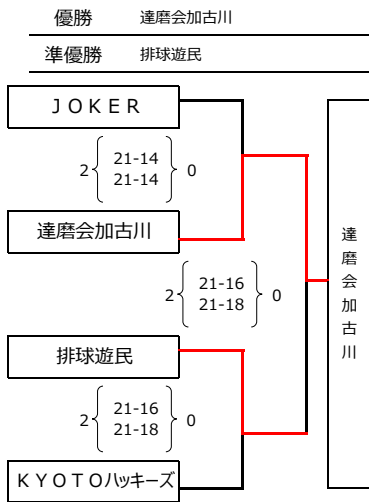 優勝 達磨会加古川
準優勝 排球遊民
ＪＯＫＥＲ
2 21-14 0
21-14
達磨会加古川
2 21-16 0
21-18
達磨会加古川
排球遊民
2 21-16 0
21-18
ＫＹＯＴＯハッキーズ